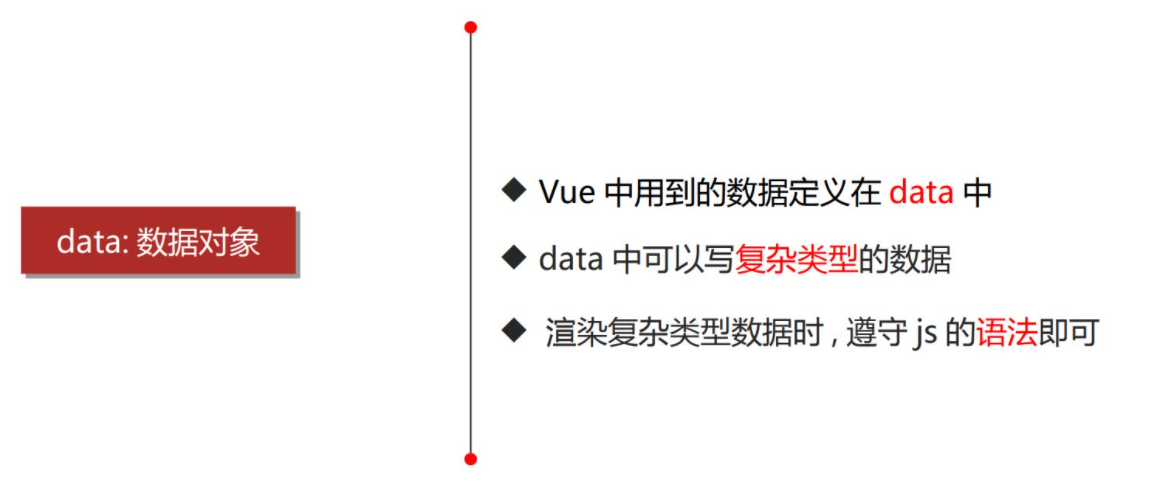 data: 数据对象
Vue 中用到的数据定义在 data 中
data 中可以写复杂类型的数据
渲染复杂类型数据时 , 遵守 js 的语法即可